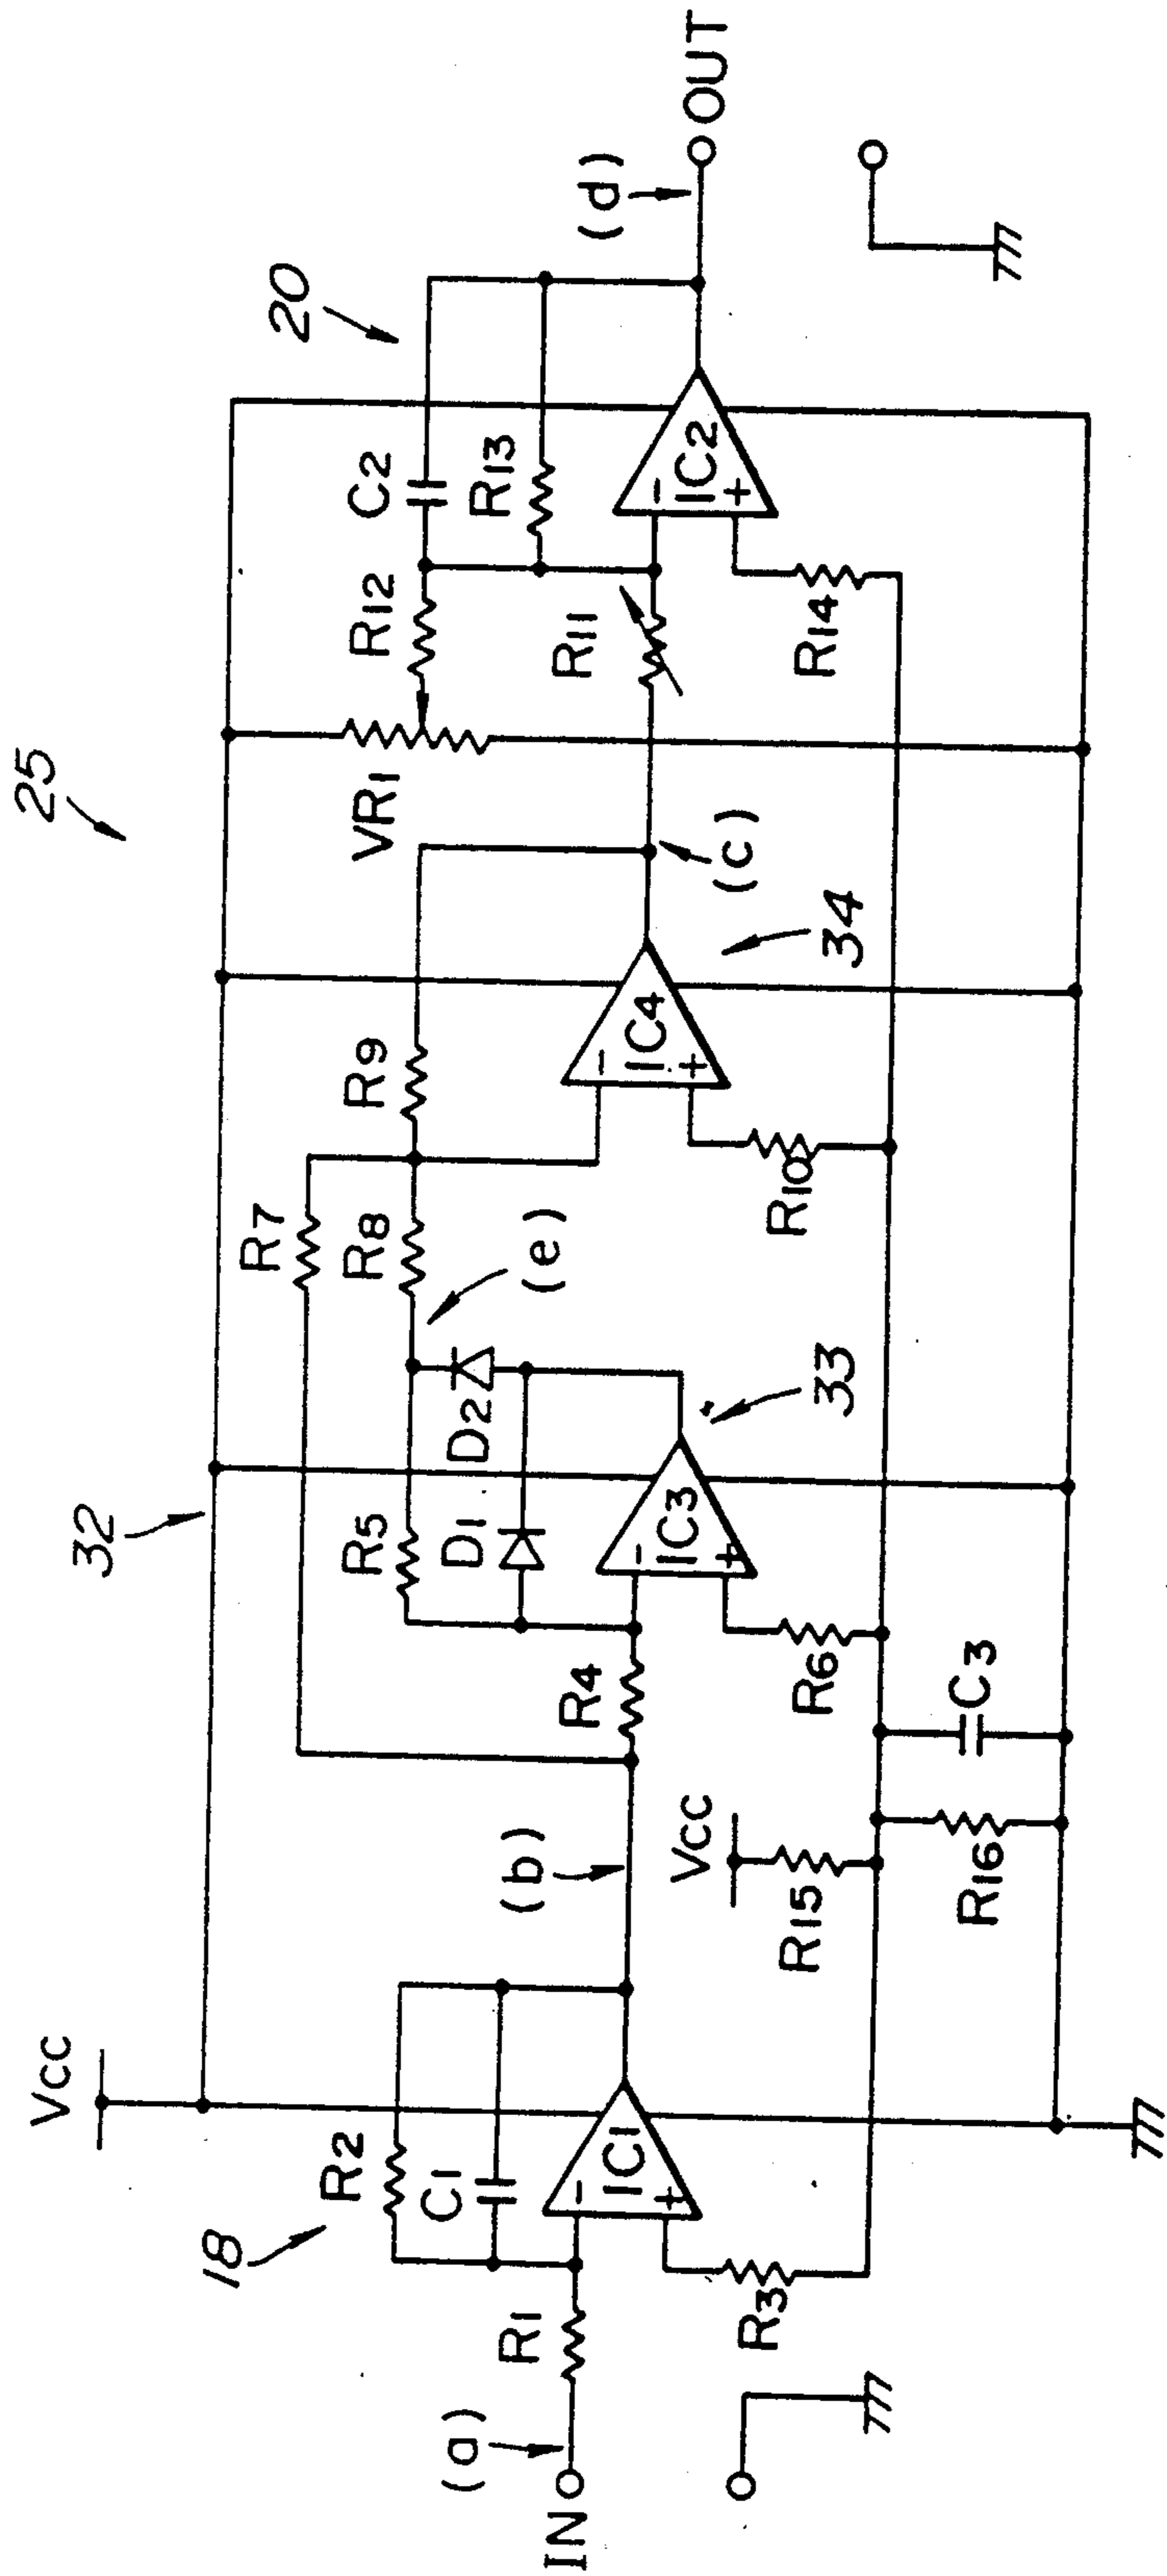 25
32
20
18
Vcc
R7
R2
C1
R5
D1
D2
R8
R9
VR1
R12
C2
R13
(e)
(a)
IN
R1
−
IC1
+
(b)
R4
−
IC3
+
33
−
IC4
+
34
(c)
R11
−
IC2
+
(d)
OUT
R3
Vcc
R15
R16
C3
R6
R10
R14